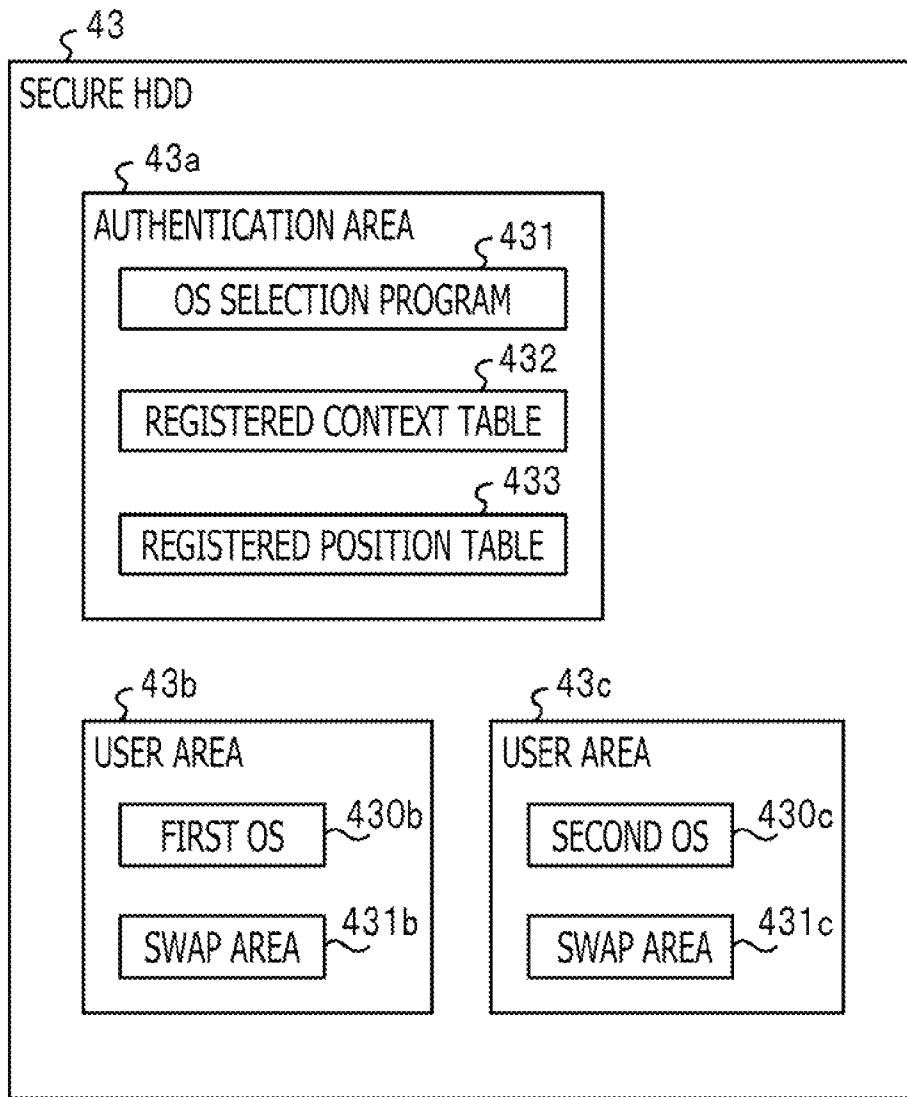 43
SECURE HDD
43a
AUTHENTICATION AREA
431
OS SELECTION PROGRAM
432
REGISTERED CONTEXT TABLE
433
REGISTERED POSITION TABLE
43b
USER AREA
FIRST OS
430b
SWAP AREA
431b
43c
USER AREA
SECOND OS
430c
SWAP AREA
431c